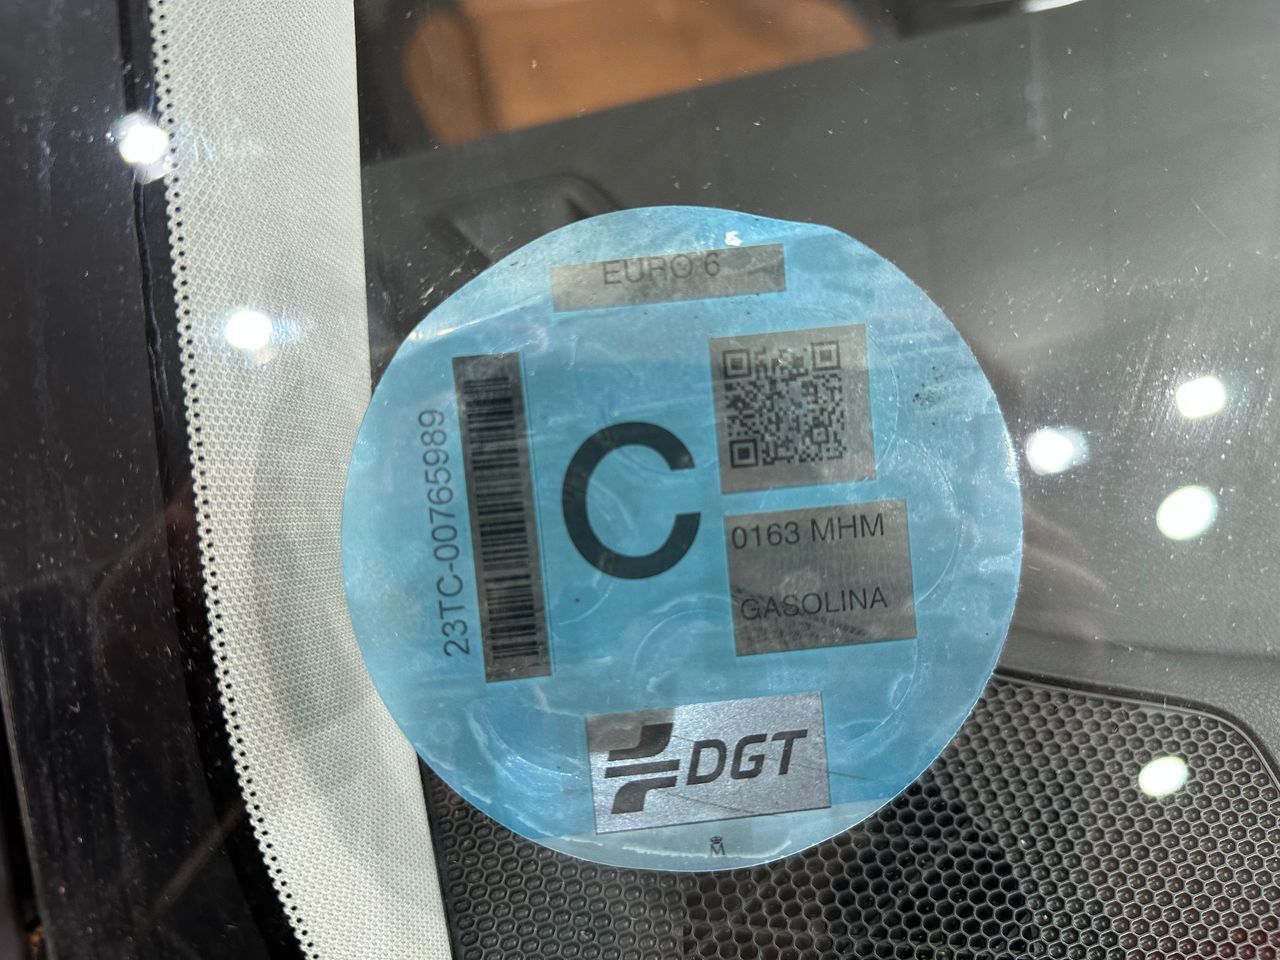 EURO 6
23TC-00765989
C
0163 MHM
GASOLINA
DGT
M